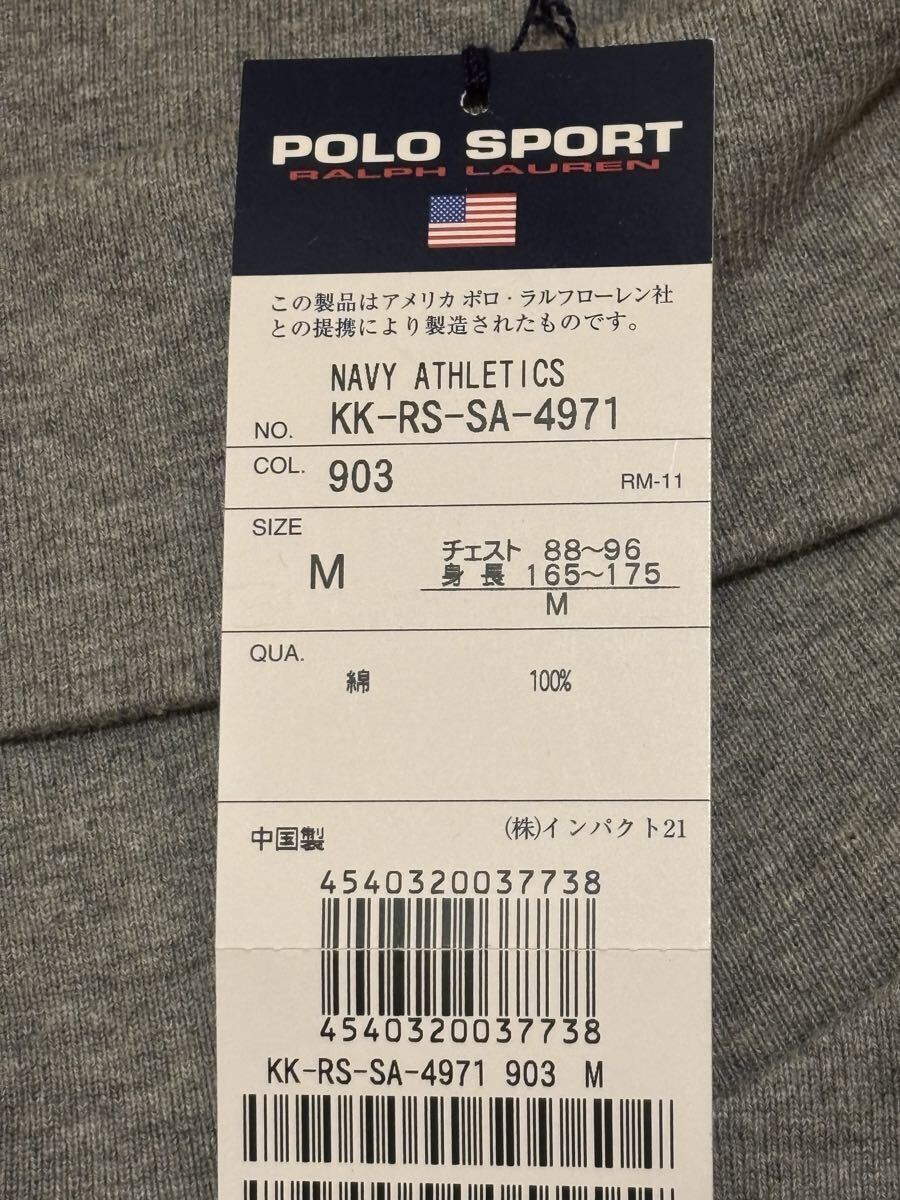 POLO SPORT
RALPH LAUREN
この製品はアメリカ ポロ・ラルフローレン社
との提携により製造されたものです。
NAVY ATHLETICS
NO. KK-RS-SA-4971
COL. 903 RM-11
SIZE
M
チェスト 88~96
身長 165~175
M
QUA.
綿 100%
中国製 (株)インパクト21
4540320037738
4540320037738
KK-RS-SA-4971 903 M